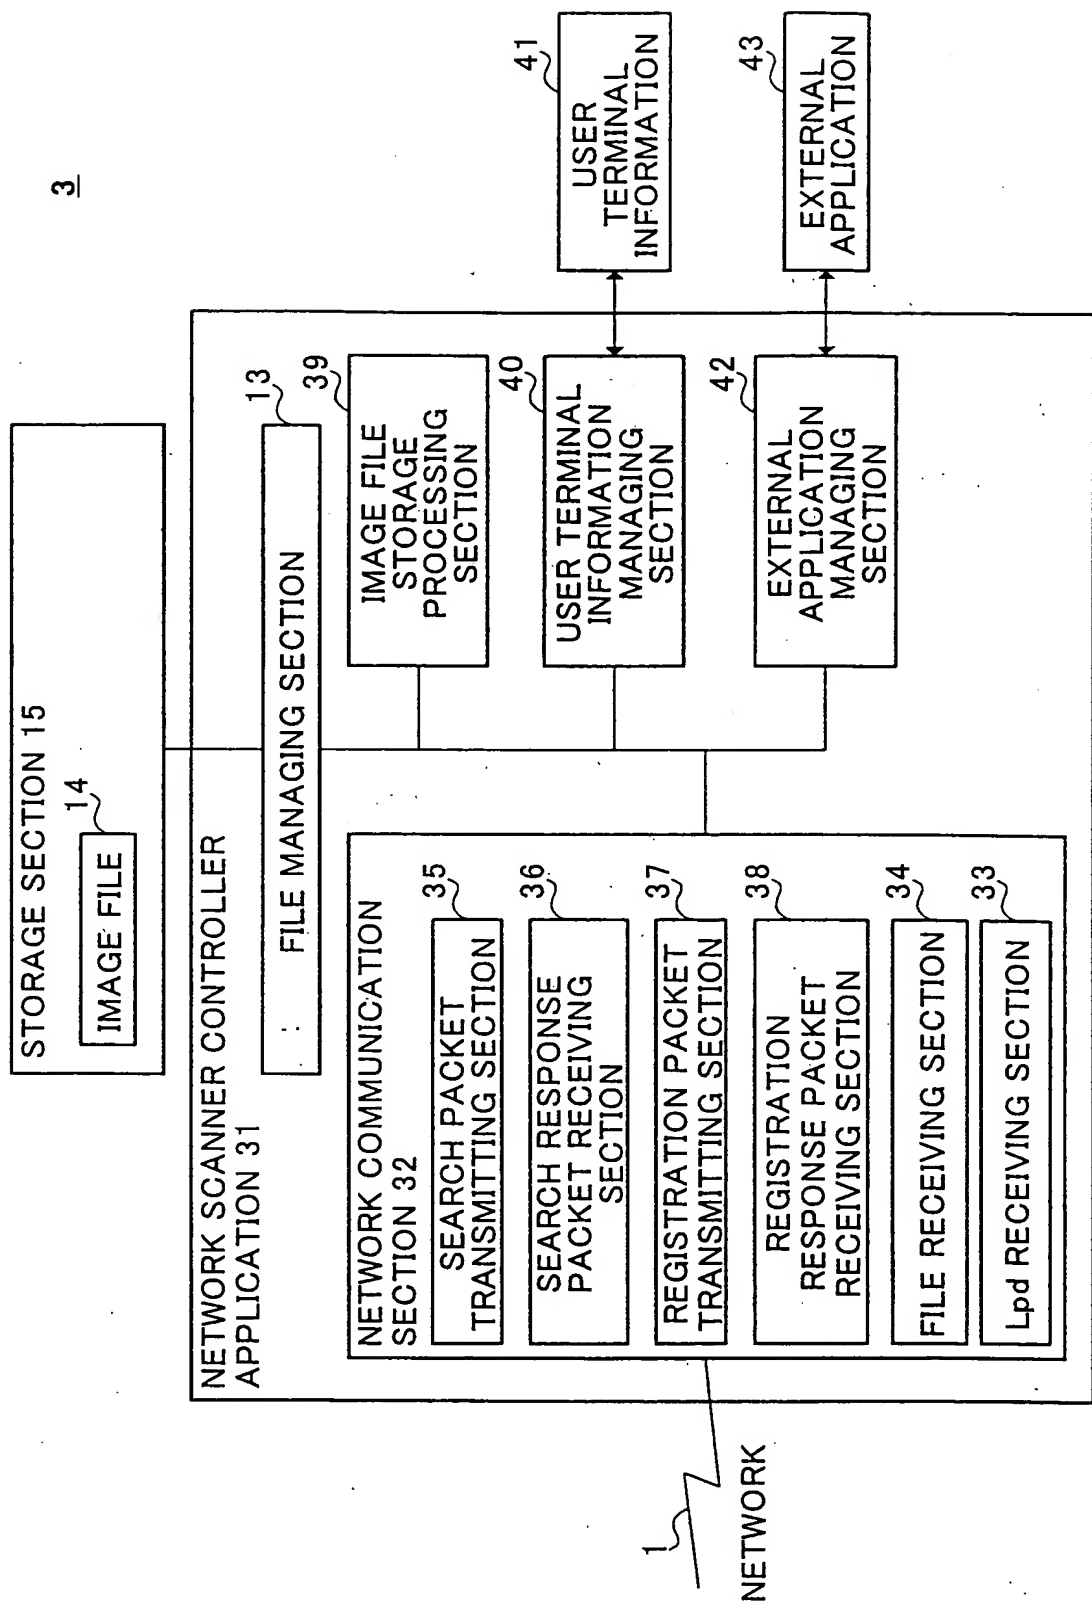 3
STORAGE SECTION 15
14
IMAGE FILE
NETWORK SCANNER CONTROLLER
APPLICATION 31
13
FILE MANAGING SECTION
NETWORK COMMUNICATION
SECTION 32
35
SEARCH PACKET
TRANSMITTING SECTION
36
SEARCH RESPONSE
PACKET RECEIVING
SECTION
37
REGISTRATION PACKET
TRANSMITTING SECTION
38
REGISTRATION
RESPONSE PACKET
RECEIVING SECTION
34
FILE RECEIVING SECTION
33
Lpd RECEIVING SECTION
39
IMAGE FILE
STORAGE
PROCESSING
SECTION
40
USER TERMINAL
INFORMATION
MANAGING
SECTION
42
EXTERNAL
APPLICATION
MANAGING
SECTION
41
USER
TERMINAL
INFORMATION
43
EXTERNAL
APPLICATION
1
NETWORK